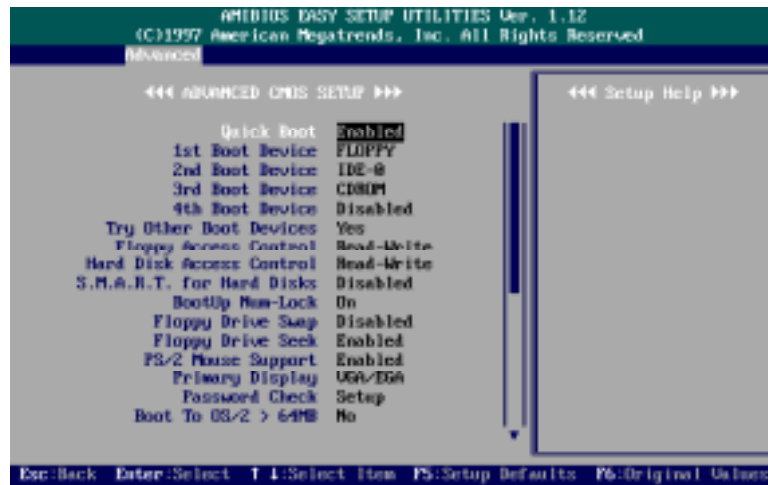 AMIBIOS EASY SETUP UTILITIES Ver. 1.12
(C)1997 American Megatrends, Inc. All Rights Reserved
Advanced
ADVANCED CMOS SETUP
Setup Help
Quick Boot Enabled
1st Boot Device FLOPPY
2nd Boot Device IDE-0
3rd Boot Device CDROM
4th Boot Device Disabled
Try Other Boot Devices Yes
Floppy Access Control Read-Write
Hard Disk Access Control Read-Write
S.M.A.R.T. for Hard Disks Disabled
BootUp Num-Lock On
Floppy Drive Swap Disabled
Floppy Drive Seek Enabled
PS/2 Mouse Support Enabled
Primary Display VGA/EGA
Password Check Setup
Boot To OS/2 > 64MB No
Esc:Back Enter:Select ↑ ↓:Select Item F5:Setup Defaults F6:Original Values